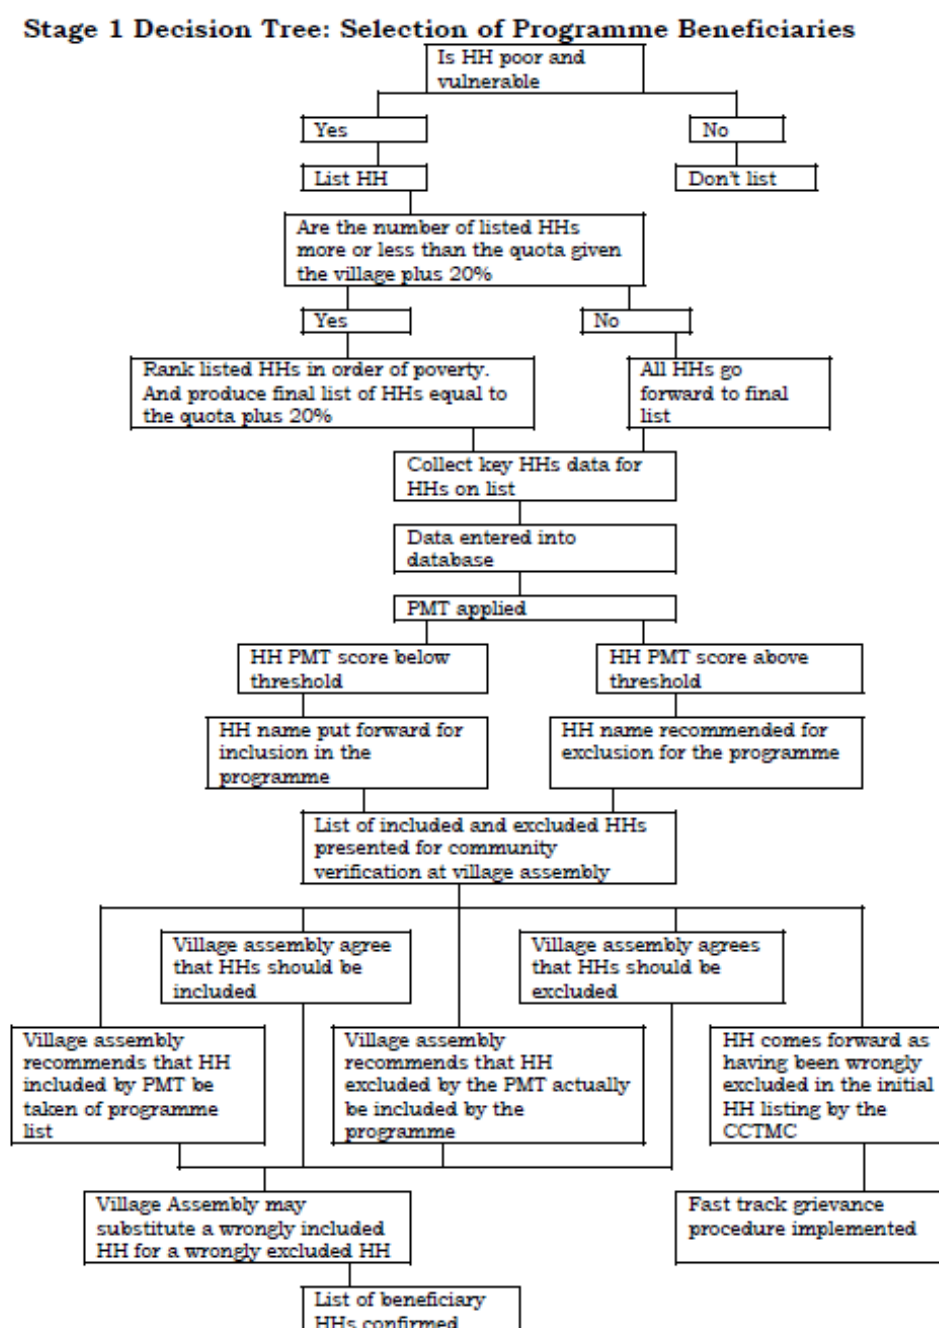 Stage 1 Decision Tree: Selection of Programme Beneficiaries
Is HH poor and
vulnerable
Yes
No
List HH
Don't list
Are the number of listed HHs
more or less than the quota given
the village plus 20%
Yes
No
Rank listed HHs in order of poverty.
And produce final list of HHs equal to
the quota plus 20%
All HHs go
forward to final
list
Collect key HHs data for
HHs on list
Data entered into
database
PMT applied
HH PMT score below
threshold
HH PMT score above
threshold
HH name put forward for
inclusion in the
programme
HH name recommended for
exclusion for the programme
List of included and excluded HHs
presented for community
verification at village assembly
Village assembly agree
that HHs should be
included
Village assembly agrees
that HHs should be
excluded
Village assembly
recommends that HH
included by PMT be
taken of programme
list
Village assembly
recommends that HH
excluded by the PMT actually
be included by the
programme
HH comes forward as
having been wrongly
excluded in the initial
HH listing by the
CCTMC
Village Assembly may
substitute a wrongly included
HH for a wrongly excluded HH
Fast track grievance
procedure implemented
List of beneficiary
HHs confirmed